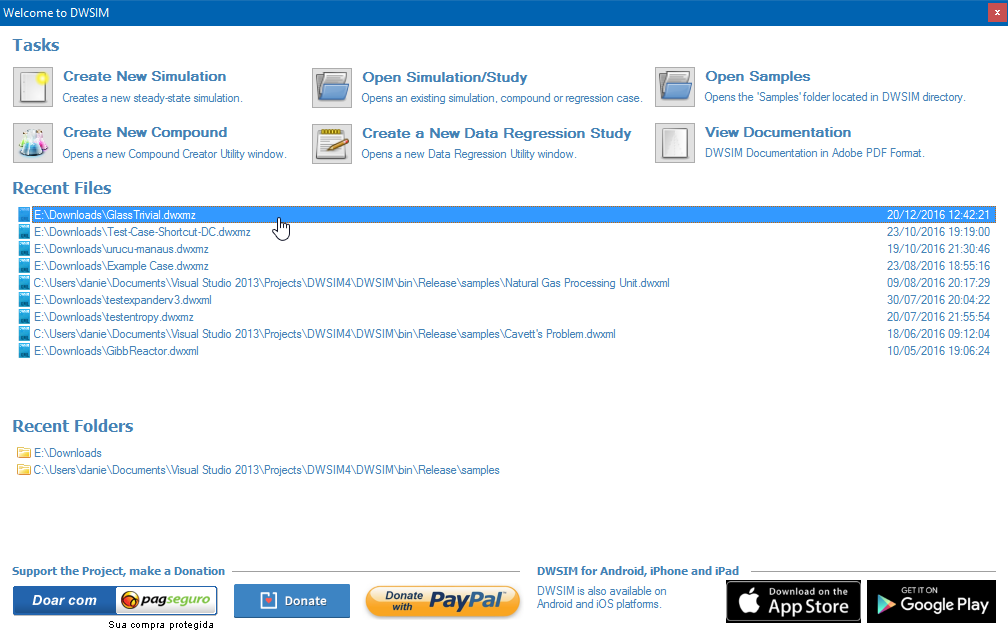 Welcome to DWSIM
x
Tasks
Create New Simulation
Creates a new steady-state simulation.
Open Simulation/Study
Opens an existing simulation, compound or regression case.
Open Samples
Opens the 'Samples' folder located in DWSIM directory.
Create New Compound
Opens a new Compound Creator Utility window.
Create a New Data Regression Study
Opens a new Data Regression Utility window.
View Documentation
DWSIM Documentation in Adobe PDF Format.
Recent Files
E:\Downloads\GlassTrivial.dwxmz 20/12/2016 12:42:21
E:\Downloads\Test-Case-Shortcut-DC.dwxmz 23/10/2016 19:19:00
E:\Downloads\urucu-manaus.dwxmz 19/10/2016 21:30:46
E:\Downloads\Example Case.dwxmz 23/08/2016 18:55:16
C:\Users\danie\Documents\Visual Studio 2013\Projects\DWSIM4\DWSIM\bin\Release\samples\Natural Gas Processing Unit.dwxml 09/08/2016 20:17:29
E:\Downloads\testexpanderv3.dwxml 30/07/2016 20:04:22
E:\Downloads\testentropy.dwxmz 20/07/2016 21:55:54
C:\Users\danie\Documents\Visual Studio 2013\Projects\DWSIM4\DWSIM\bin\Release\samples\Cavett's Problem.dwxml 18/06/2016 09:12:04
E:\Downloads\GibbReactor.dwxml 10/05/2016 19:06:24
Recent Folders
E:\Downloads
C:\Users\danie\Documents\Visual Studio 2013\Projects\DWSIM4\DWSIM\bin\Release\samples
Support the Project, make a Donation
Doar com pagseguro
Sua compra protegida
Donate
Donate
with PayPal
DWSIM for Android, iPhone and iPad
DWSIM is also available on
Android and iOS platforms.
Download on the
App Store
GET IT ON
Google Play